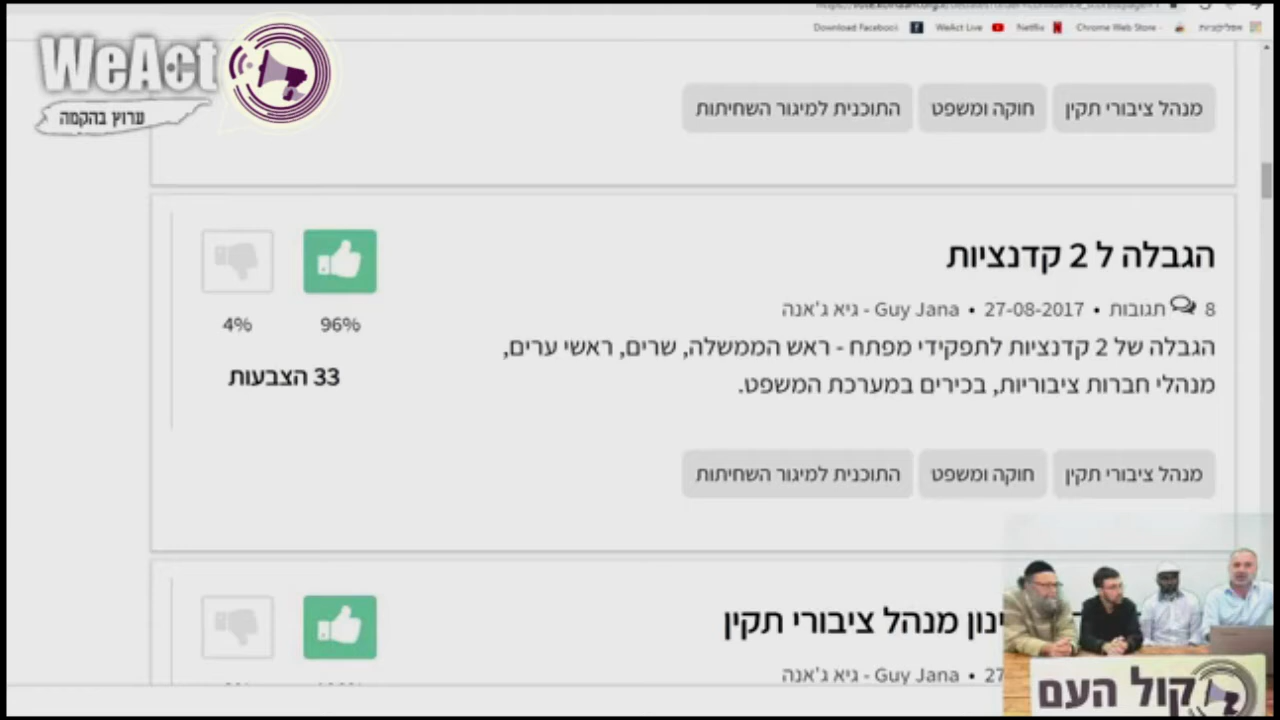 WeAct
ערוץ בהקמה
Download Facebook
WeAct Live
Netflix
Chrome Web Store
אפליקציות
מנהל ציבורי תקין
חוקה ומשפט
התוכנית למיגור השחיתות
הגבלה ל 2 קדנציות
8 תגובות • 27-08-2017 • Guy Jana - גיא ג'אנה
הגבלה של 2 קדנציות לתפקידי מפתח - ראש הממשלה, שרים, ראשי ערים,
מנהלי חברות ציבוריות, בכירים במערכת המשפט.
96%
4%
33 הצבעות
מנהל ציבורי תקין
חוקה ומשפט
התוכנית למיגור השחיתות
מנהל ציבורי תקין
27 • Guy Jana - גיא ג'אנה
קול העם